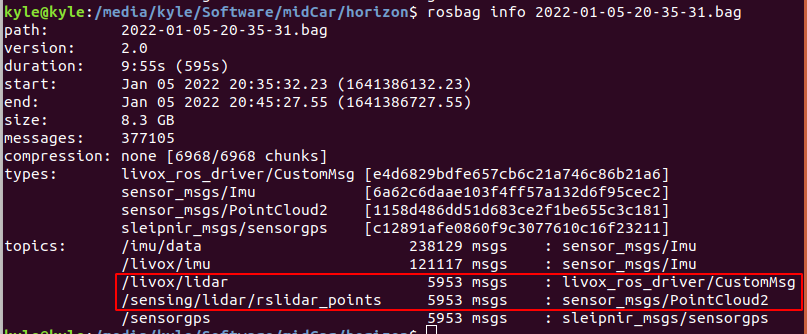 kyle@kyle:/media/kyle/Software/midCar/horizon$ rosbag info 2022-01-05-20-35-31.bag
path:        2022-01-05-20-35-31.bag
version:     2.0
duration:    9:55s (595s)
start:       Jan 05 2022 20:35:32.23 (1641386132.23)
end:         Jan 05 2022 20:45:27.55 (1641386727.55)
size:        8.3 GB
messages:    377105
compression: none [6968/6968 chunks]
types:       livox_ros_driver/CustomMsg [e4d6829bdfe657cb6c21a746c86b21a6]
             sensor_msgs/Imu            [6a62c6daae103f4ff57a132d6f95cec2]
             sensor_msgs/PointCloud2    [1158d486dd51d683ce2f1be655c3c181]
             sleipnir_msgs/sensorgps    [c12891afe0860f9c3077610c16f23211]
topics:      /imu/data                      238129 msgs    : sensor_msgs/Imu
             /livox/imu                     121117 msgs    : sensor_msgs/Imu
             /livox/lidar                     5953 msgs    : livox_ros_driver/CustomMsg
             /sensing/lidar/rslidar_points    5953 msgs    : sensor_msgs/PointCloud2
             /sensorgps                       5953 msgs    : sleipnir_msgs/sensorgps
kyle@kyle:/media/kyle/Software/midCar/horizon$